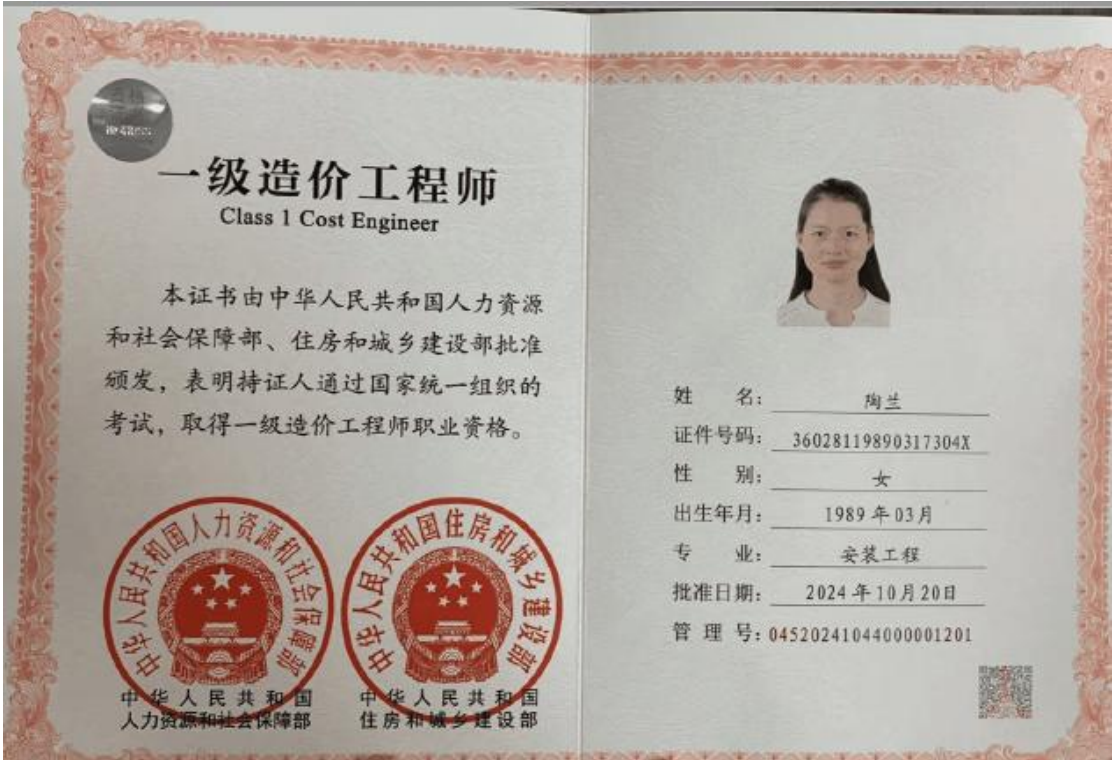 一级造价工程师
Class 1 Cost Engineer
本证书由中华人民共和国人力资源
和社会保障部、住房和城乡建设部批准
颁发，表明持证人通过国家统一组织的
考试，取得一级造价工程师职业资格。
中华人民共和国人力资源和社会保障部
中华人民共和国住房和城乡建设部
中华人民共和国
人力资源和社会保障部
中华人民共和国
住房和城乡建设部
姓 名：陶兰
证件号码：36028119890317304X
性 别：女
出生年月：1989年03月
专 业：安装工程
批准日期：2024年10月20日
管 理 号：04520241044000001201